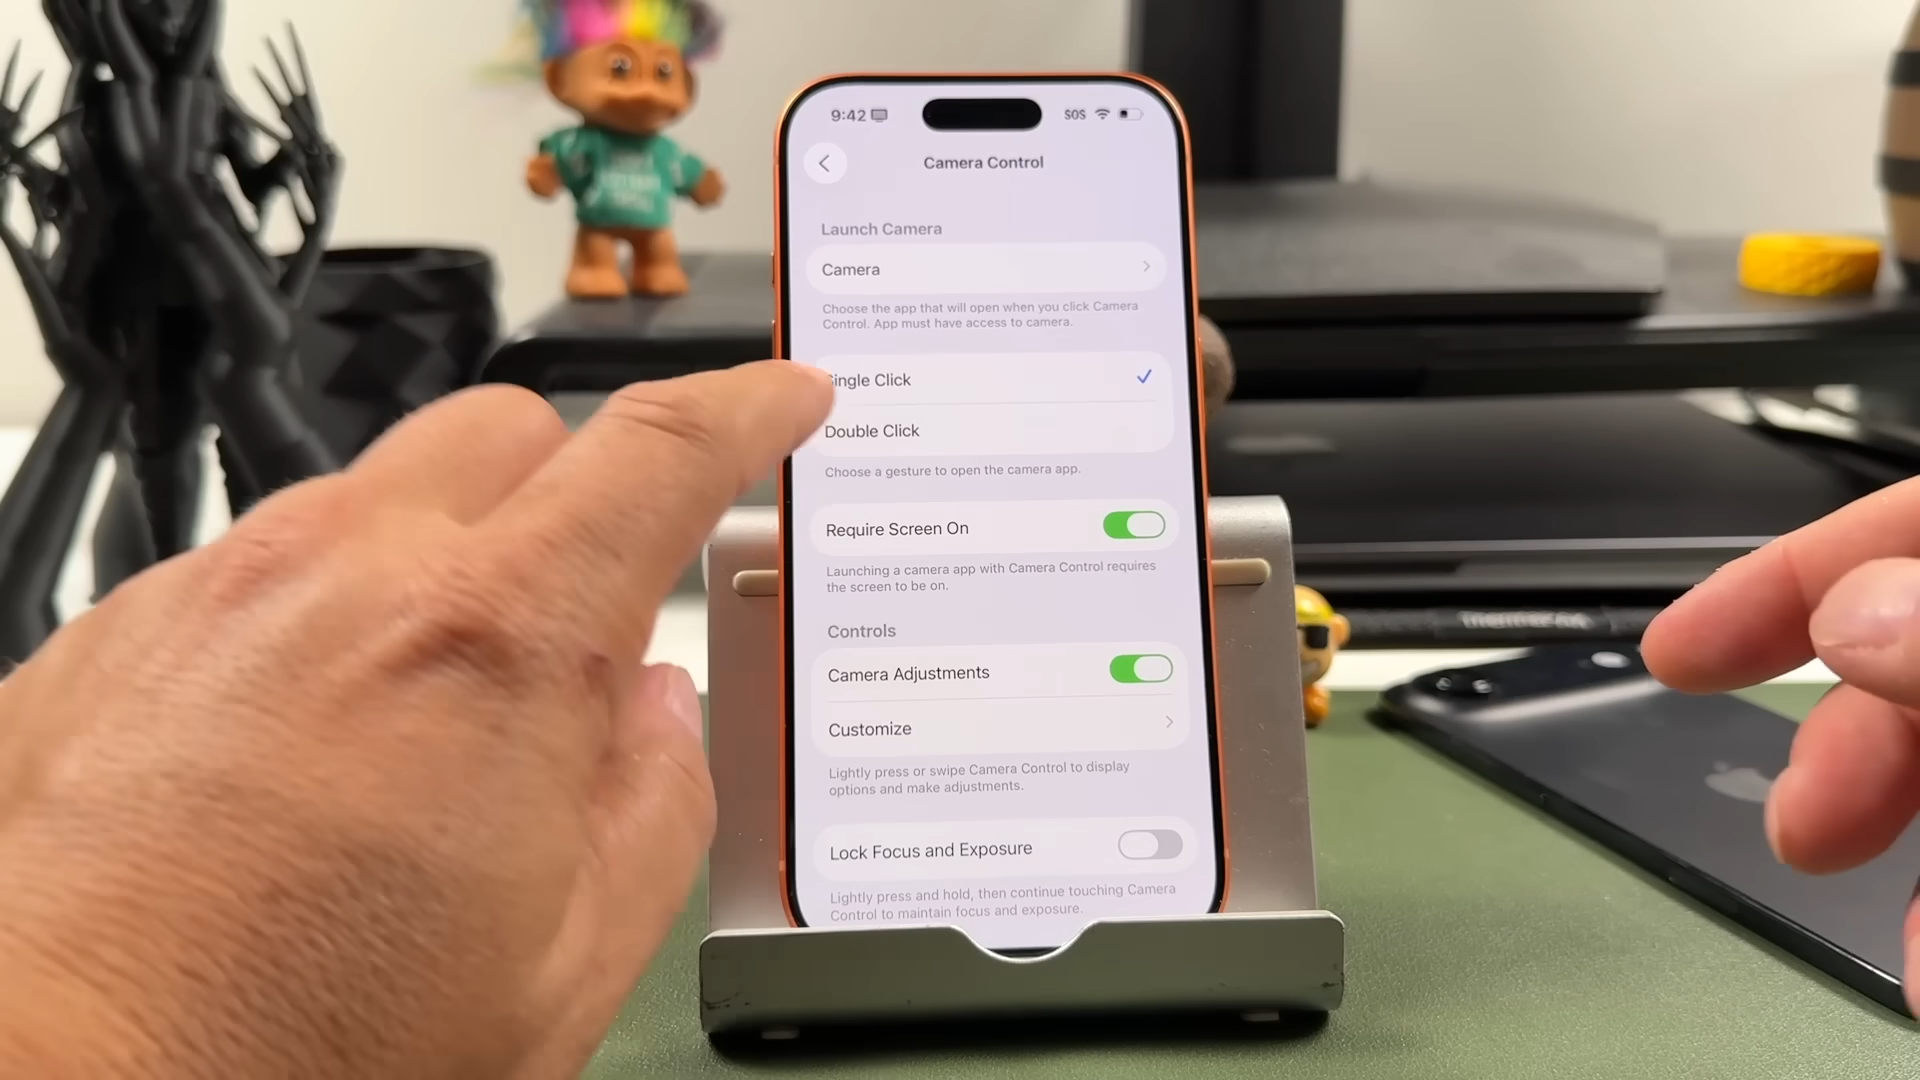 9:42
SOS
Camera Control
Launch Camera
Camera
Choose the app that will open when you click Camera
Control. App must have access to camera.
ingle Click
Double Click
Choose a gesture to open the camera app.
Require Screen On
Launching a camera app with Camera Control requires
the screen to be on.
Controls
Camera Adjustments
Customize
Lightly press or swipe Camera Control to display
options and make adjustments.
Lock Focus and Exposure
Lightly press and hold, then continue touching Camera
Control to maintain focus and exposure.